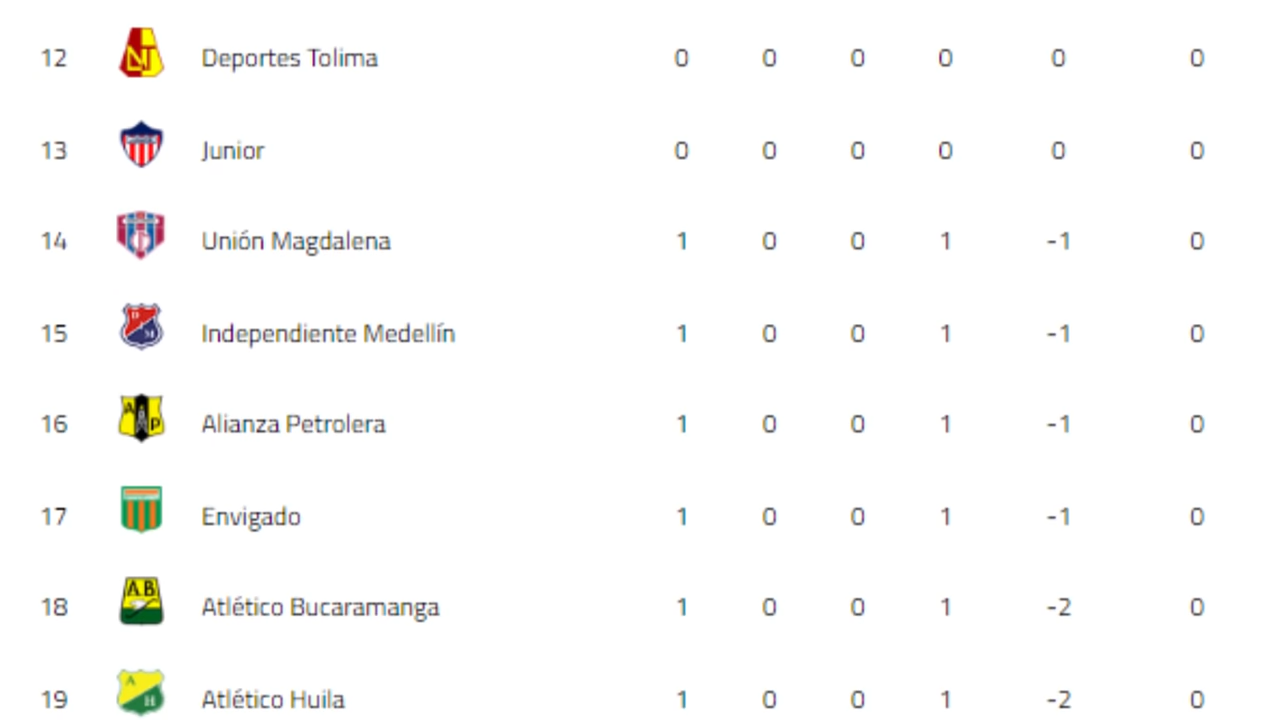 12 Deportes Tolima 0 0 0 0 0 0
13 Junior 0 0 0 0 0 0
14 Unión Magdalena 1 0 0 1 -1 0
15 Independiente Medellín 1 0 0 1 -1 0
16 Alianza Petrolera 1 0 0 1 -1 0
17 Envigado 1 0 0 1 -1 0
18 AB Atlético Bucaramanga 1 0 0 1 -2 0
19 AH Atlético Huila 1 0 0 1 -2 0